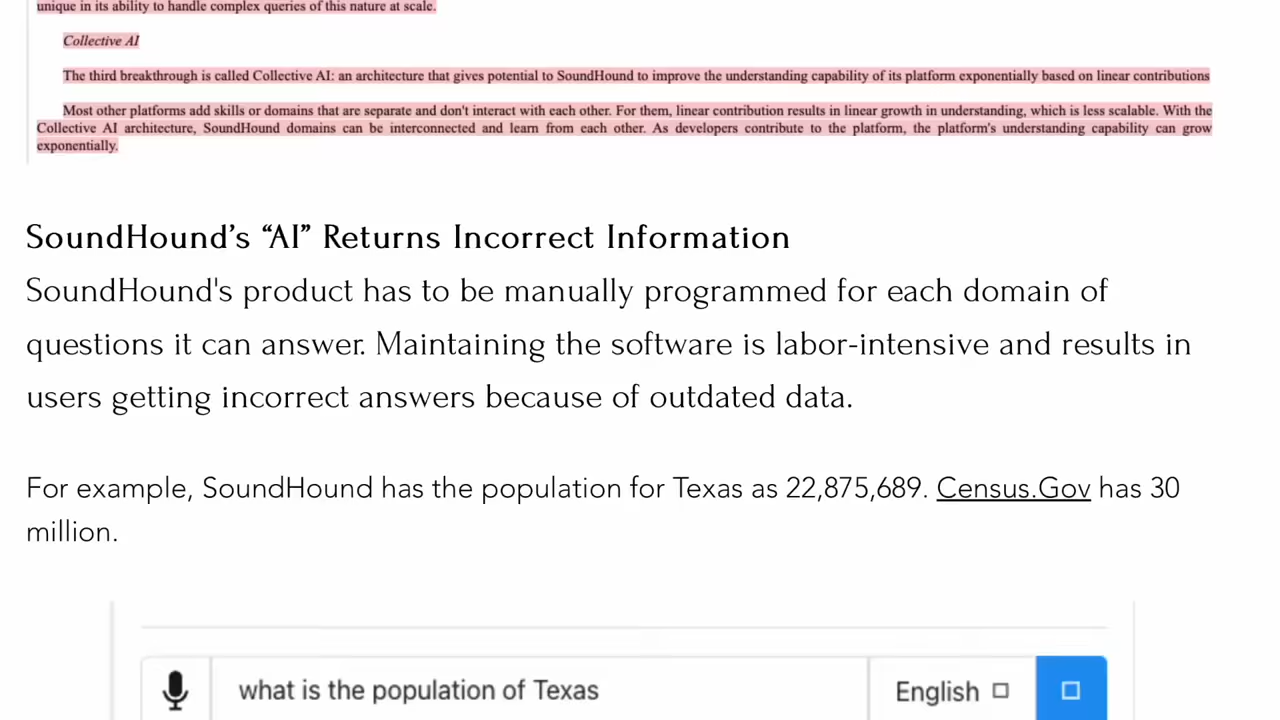 unique in its ability to handle complex queries of this nature at scale.
Collective AI
The third breakthrough is called Collective AI: an architecture that gives potential to SoundHound to improve the understanding capability of its platform exponentially based on linear contributions
Most other platforms add skills or domains that are separate and don't interact with each other. For them, linear contribution results in linear growth in understanding, which is less scalable. With the
Collective AI architecture, SoundHound domains can be interconnected and learn from each other. As developers contribute to the platform, the platform's understanding capability can grow
exponentially.
SoundHound’s “AI” Returns Incorrect Information
SoundHound's product has to be manually programmed for each domain of
questions it can answer. Maintaining the software is labor-intensive and results in
users getting incorrect answers because of outdated data.
For example, SoundHound has the population for Texas as 22,875,689. Census.Gov has 30
million.
what is the population of Texas
English